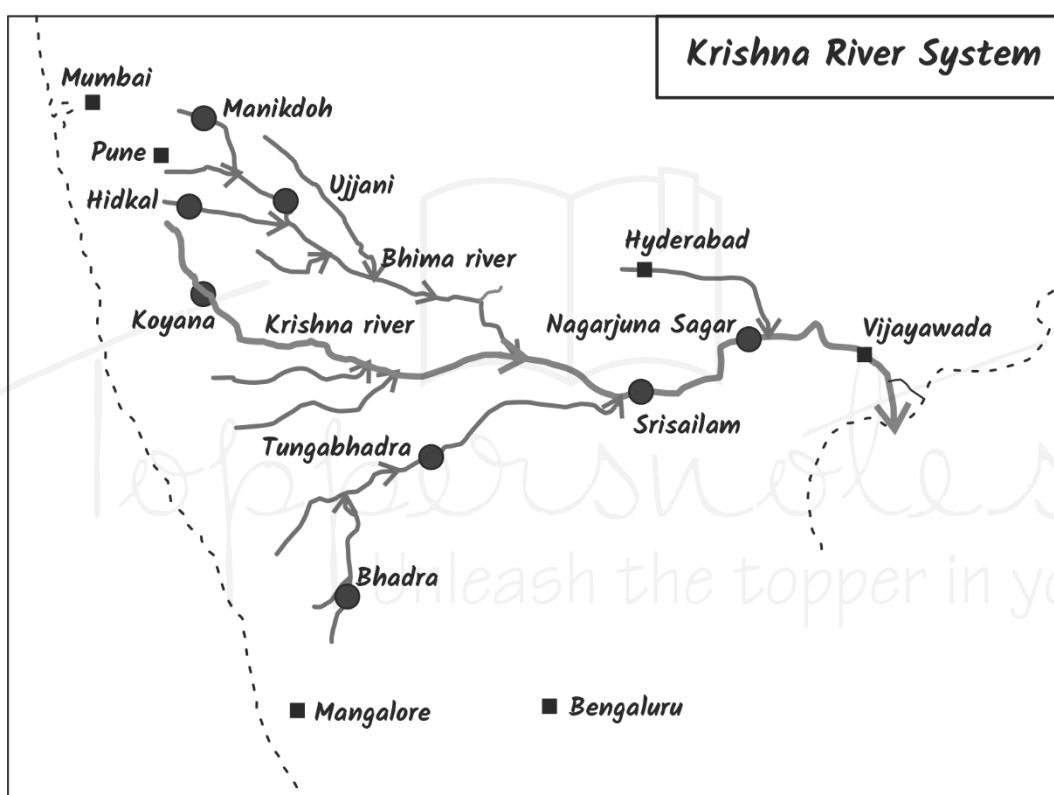 Krishna River System
Mumbai
Manikdoh
Pune
Ujjani
Hidkal
Bhima river
Hyderabad
Koyana
Krishna river
Nagarjuna Sagar
Vijayawada
Srisailam
Tungabhadra
Toppersnotes
Bhadra
Unleash the topper in yo
Mangalore
Bengaluru